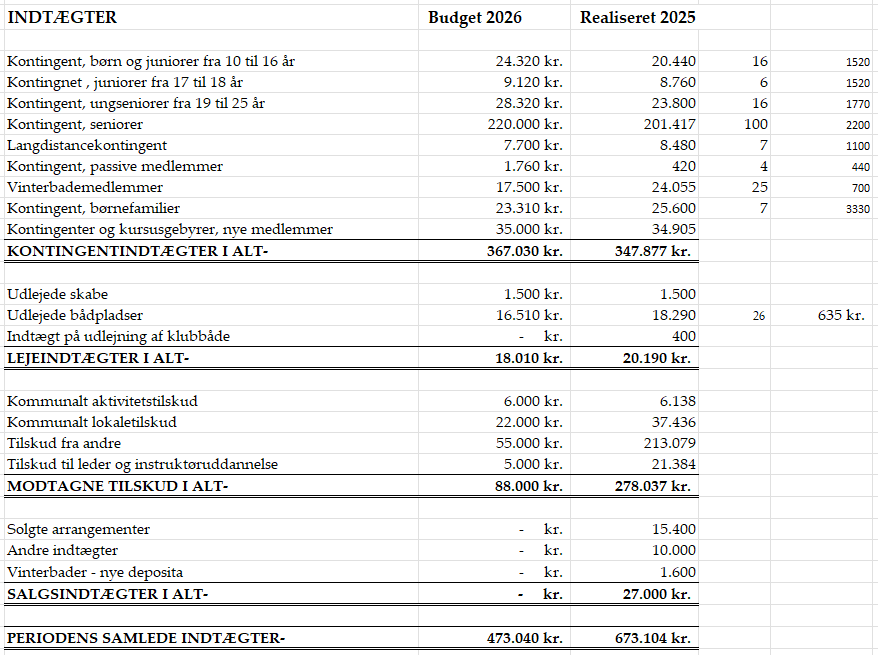 INDTÆGTER Budget 2026 Realiseret 2025
Kontingent, børn og juniorer fra 10 til 16 år 24.320 kr. 20.440 16 1520
Kontingnet , juniorer fra 17 til 18 år 9.120 kr. 8.760 6 1520
Kontingent, ungseniorer fra 19 til 25 år 28.320 kr. 23.800 16 1770
Kontingent, seniorer 220.000 kr. 201.417 100 2200
Langdistancekontingent 7.700 kr. 8.480 7 1100
Kontingent, passive medlemmer 1.760 kr. 420 4 440
Vinterbademedlemmer 17.500 kr. 24.055 25 700
Kontingent, børnefamilier 23.310 kr. 25.600 7 3330
Kontingenter og kursusgebyrer, nye medlemmer 35.000 kr. 34.905
KONTINGENTINDTÆGTER I ALT- 367.030 kr. 347.877 kr.
Udlejede skabe 1.500 kr. 1.500
Udlejede bådpladser 16.510 kr. 18.290 26 635 kr.
Indtægt på udlejning af klubbåde - kr. 400
LEJEINDTÆGTER I ALT- 18.010 kr. 20.190 kr.
Kommunalt aktivitetstilskud 6.000 kr. 6.138
Kommunalt lokaletilskud 22.000 kr. 37.436
Tilskud fra andre 55.000 kr. 213.079
Tilskud til leder og instruktøruddannelse 5.000 kr. 21.384
MODTAGNE TILSKUD I ALT- 88.000 kr. 278.037 kr.
Solgte arrangementer - kr. 15.400
Andre indtægter - kr. 10.000
Vinterbader - nye deposita - kr. 1.600
SALGSINDTÆGTER I ALT- - kr. 27.000 kr.
PERIODENS SAMLEDE INDTÆGTER- 473.040 kr. 673.104 kr.